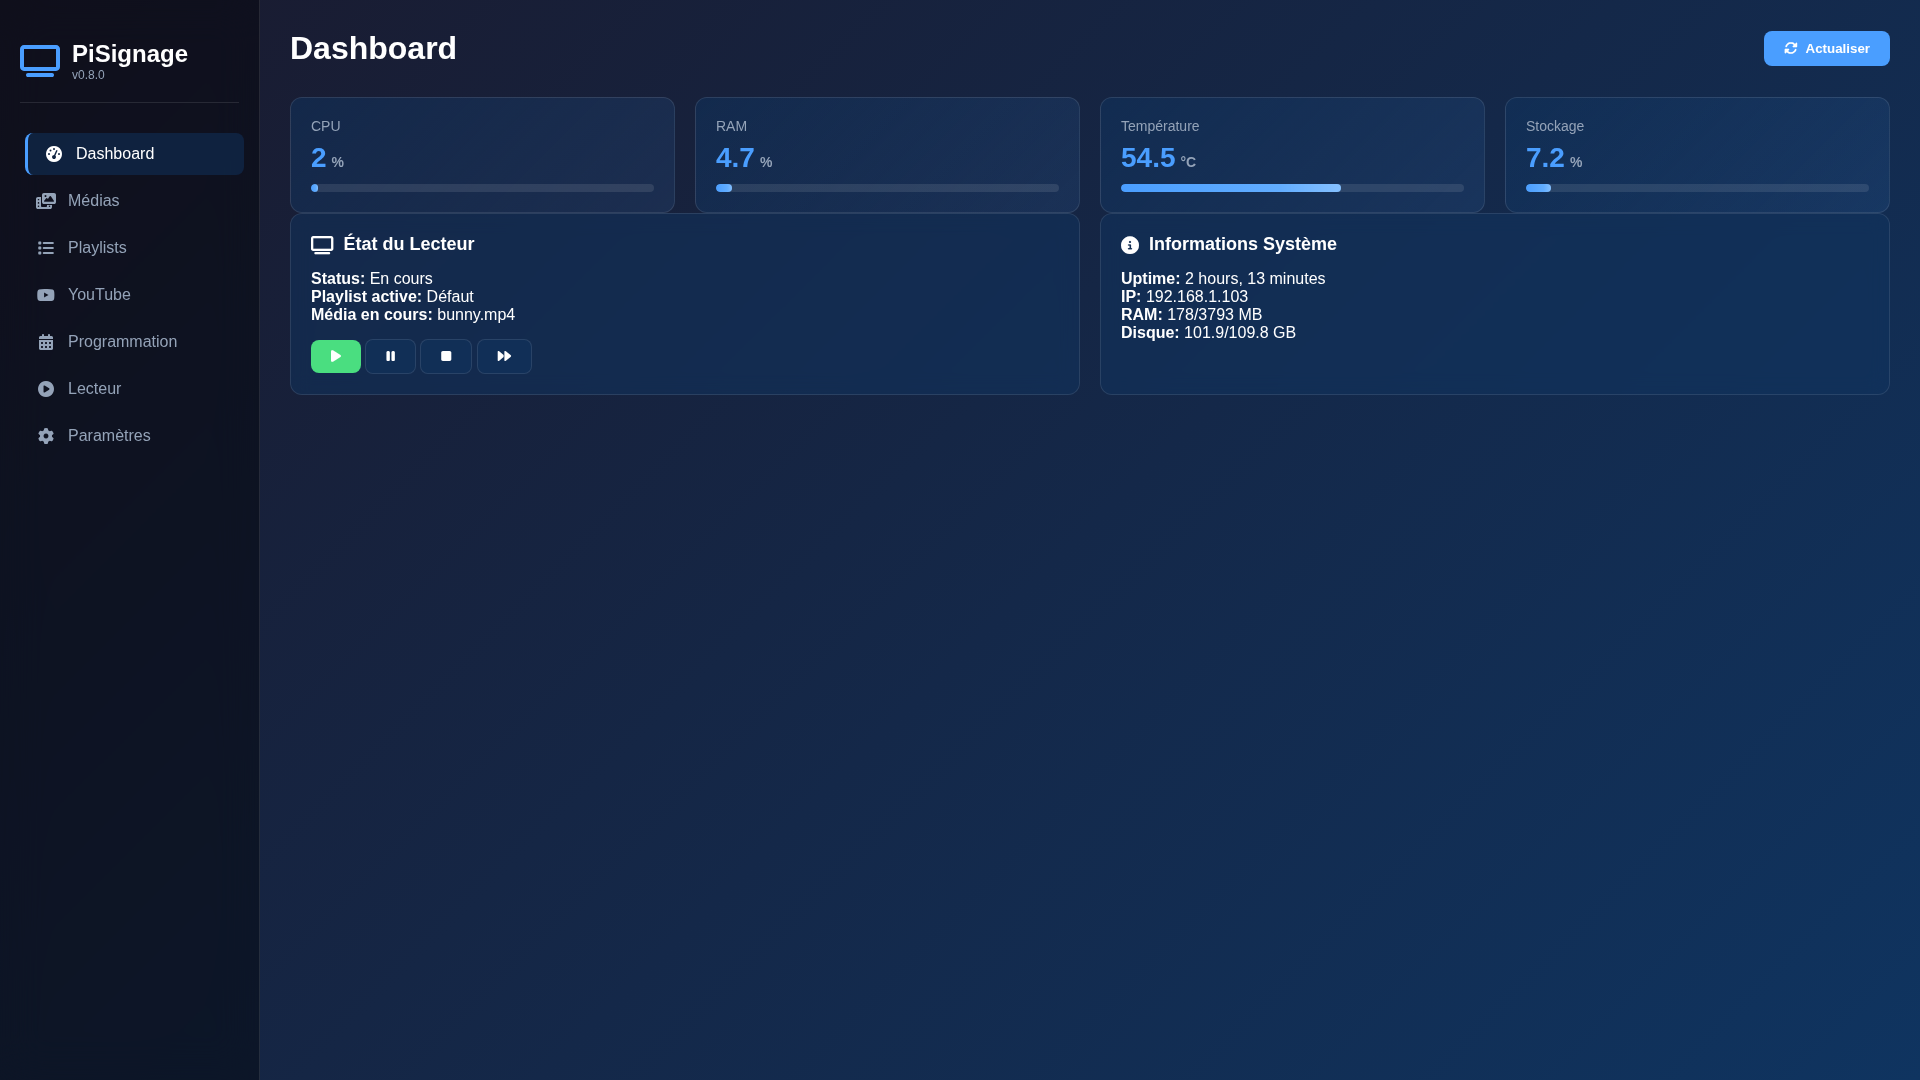 PiSignage
v0.8.0
Dashboard
Médias
Playlists
YouTube
Programmation
Lecteur
Paramètres
Dashboard
Actualiser
CPU
2 %
RAM
4.7 %
Température
54.5 °C
Stockage
7.2 %
État du Lecteur
Status: En cours
Playlist active: Défaut
Média en cours: bunny.mp4
Informations Système
Uptime: 2 hours, 13 minutes
IP: 192.168.1.103
RAM: 178/3793 MB
Disque: 101.9/109.8 GB